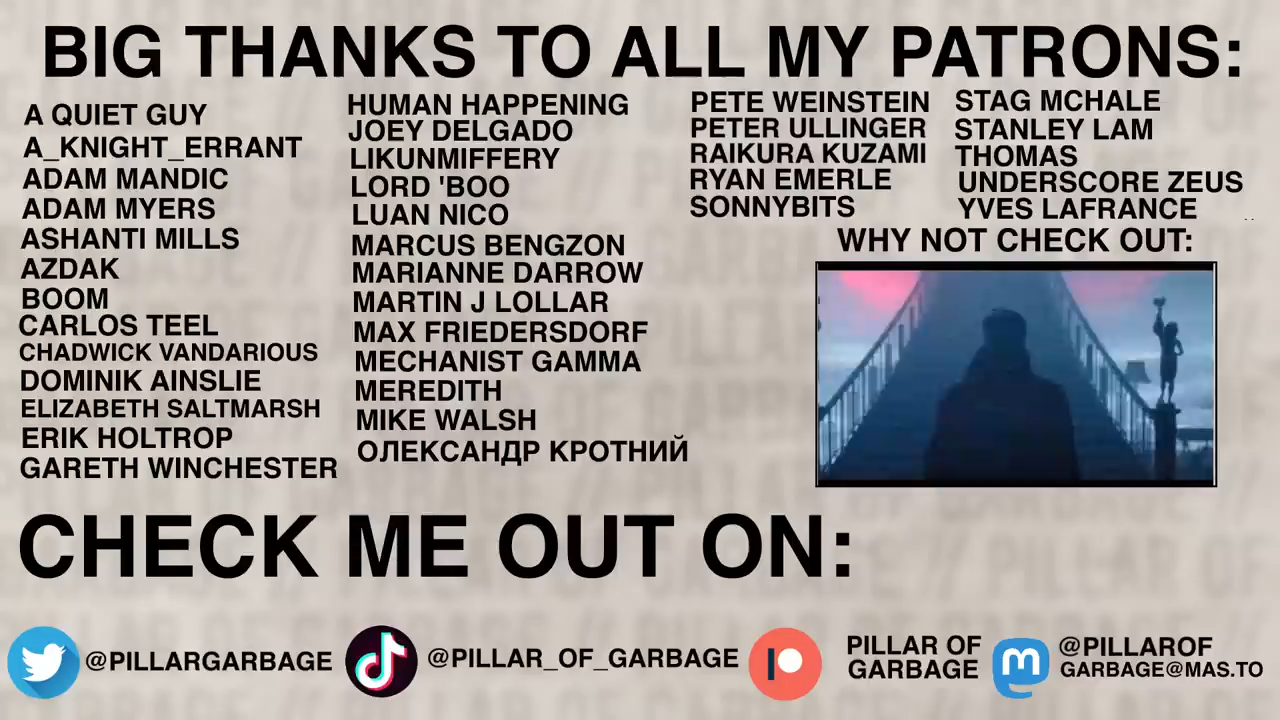 BIG THANKS TO ALL MY PATRONS:
A QUIET GUY
A_KNIGHT_ERRANT
ADAM MANDIC
ADAM MYERS
ASHANTI MILLS
AZDAK
BOOM
CARLOS TEEL
CHADWICK VANDARIOUS
DOMINIK AINSLIE
ELIZABETH SALTMARSH
ERIK HOLTROP
GARETH WINCHESTER
HUMAN HAPPENING
JOEY DELGADO
LIKUNMIFFERY
LORD 'BOO
LUAN NICO
MARCUS BENGZON
MARIANNE DARROW
MARTIN J LOLLAR
MAX FRIEDERSDORF
MECHANIST GAMMA
MEREDITH
MIKE WALSH
ОЛЕКСАНДР КРОТНИЙ
PETE WEINSTEIN
PETER ULLINGER
RAIKURA KUZAMI
RYAN EMERLE
SONNYBITS
STAG MCHALE
STANLEY LAM
THOMAS
UNDERSCORE ZEUS
YVES LAFRANCE
WHY NOT CHECK OUT:
CHECK ME OUT ON:
@PILLARGARBAGE
@PILLAR_OF_GARBAGE
PILLAR OF
GARBAGE
@PILLAROF
GARBAGE@MAS.TO